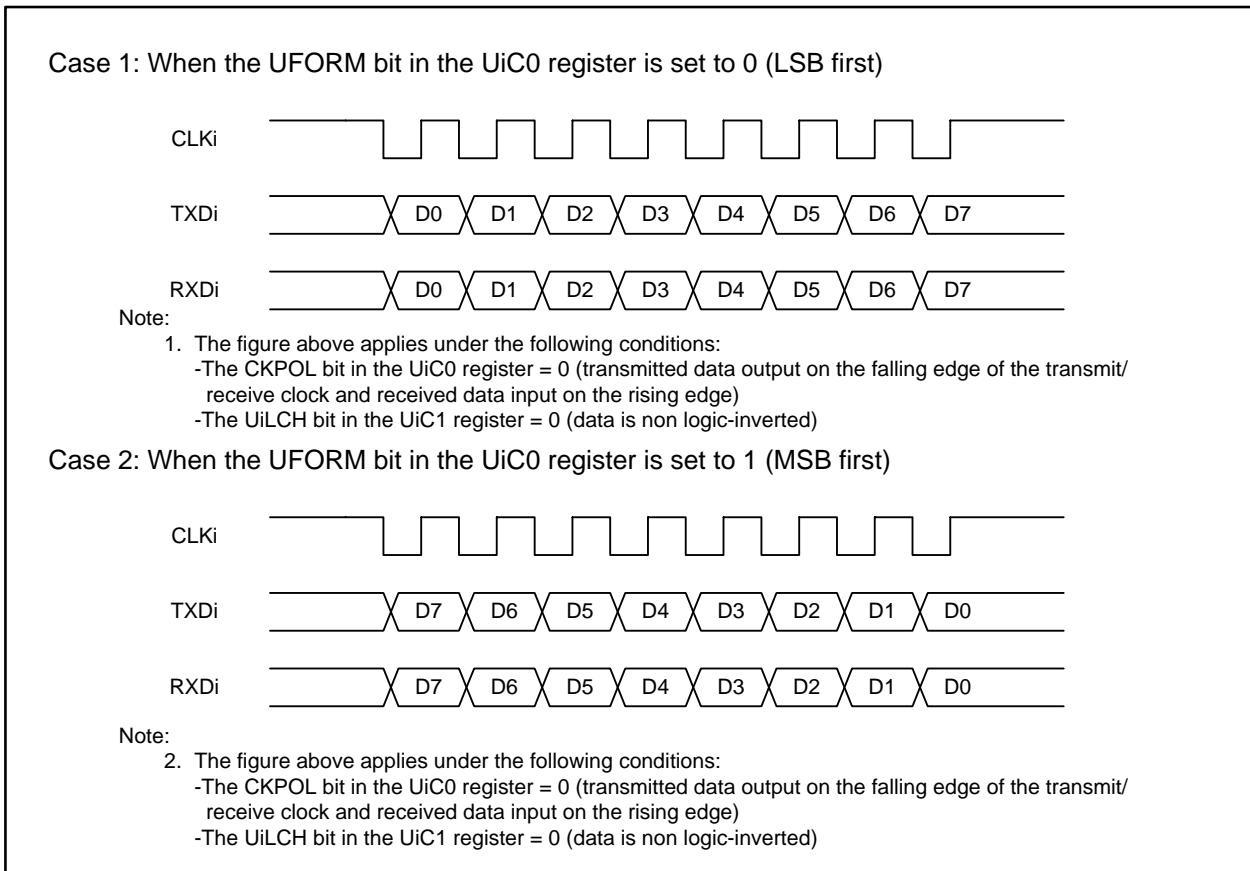 Case 1: When the UFORM bit in the UiC0 register is set to 0 (LSB first)
CLKi
TXDi D0 D1 D2 D3 D4 D5 D6 D7
RXDi D0 D1 D2 D3 D4 D5 D6 D7
Note:
1. The figure above applies under the following conditions:
-The CKPOL bit in the UiC0 register = 0 (transmitted data output on the falling edge of the transmit/
receive clock and received data input on the rising edge)
-The UiLCH bit in the UiC1 register = 0 (data is non logic-inverted)
Case 2: When the UFORM bit in the UiC0 register is set to 1 (MSB first)
CLKi
TXDi D7 D6 D5 D4 D3 D2 D1 D0
RXDi D7 D6 D5 D4 D3 D2 D1 D0
Note:
2. The figure above applies under the following conditions:
-The CKPOL bit in the UiC0 register = 0 (transmitted data output on the falling edge of the transmit/
receive clock and received data input on the rising edge)
-The UiLCH bit in the UiC1 register = 0 (data is non logic-inverted)